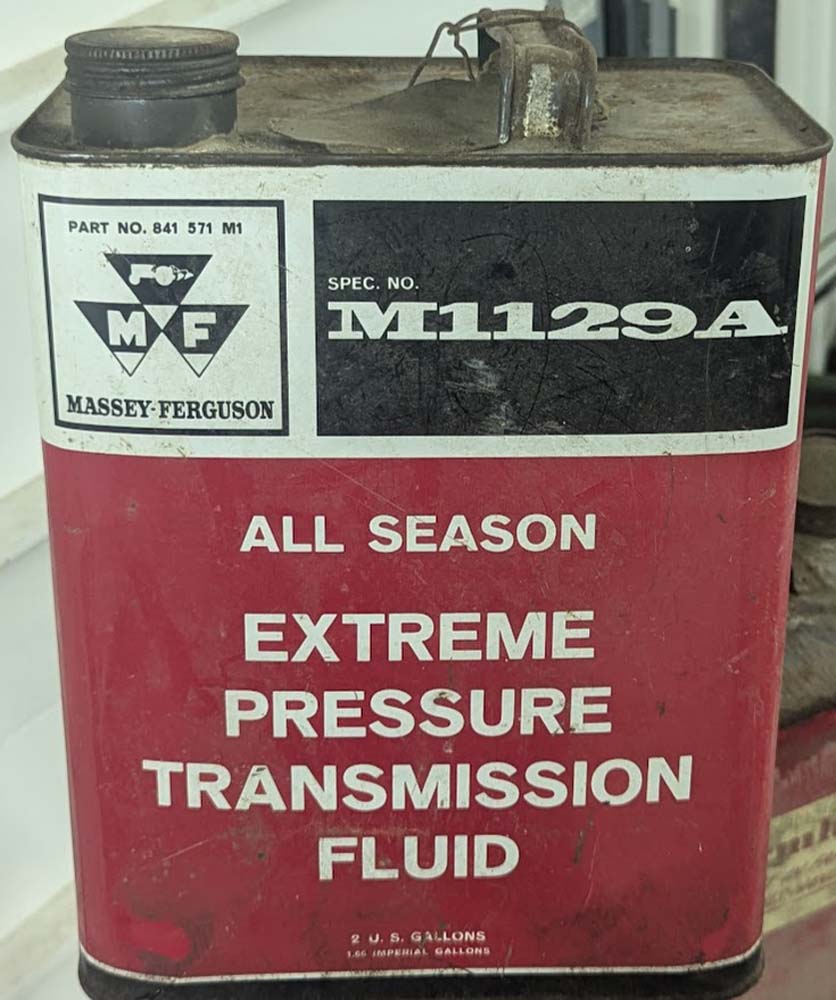 PART NO. 841 571 M1
M F
MASSEY-FERGUSON
SPEC. NO.
M1129A
ALL SEASON
EXTREME
PRESSURE
TRANSMISSION
FLUID
2 U. S. GALLONS
1.66 IMPERIAL GALLONS